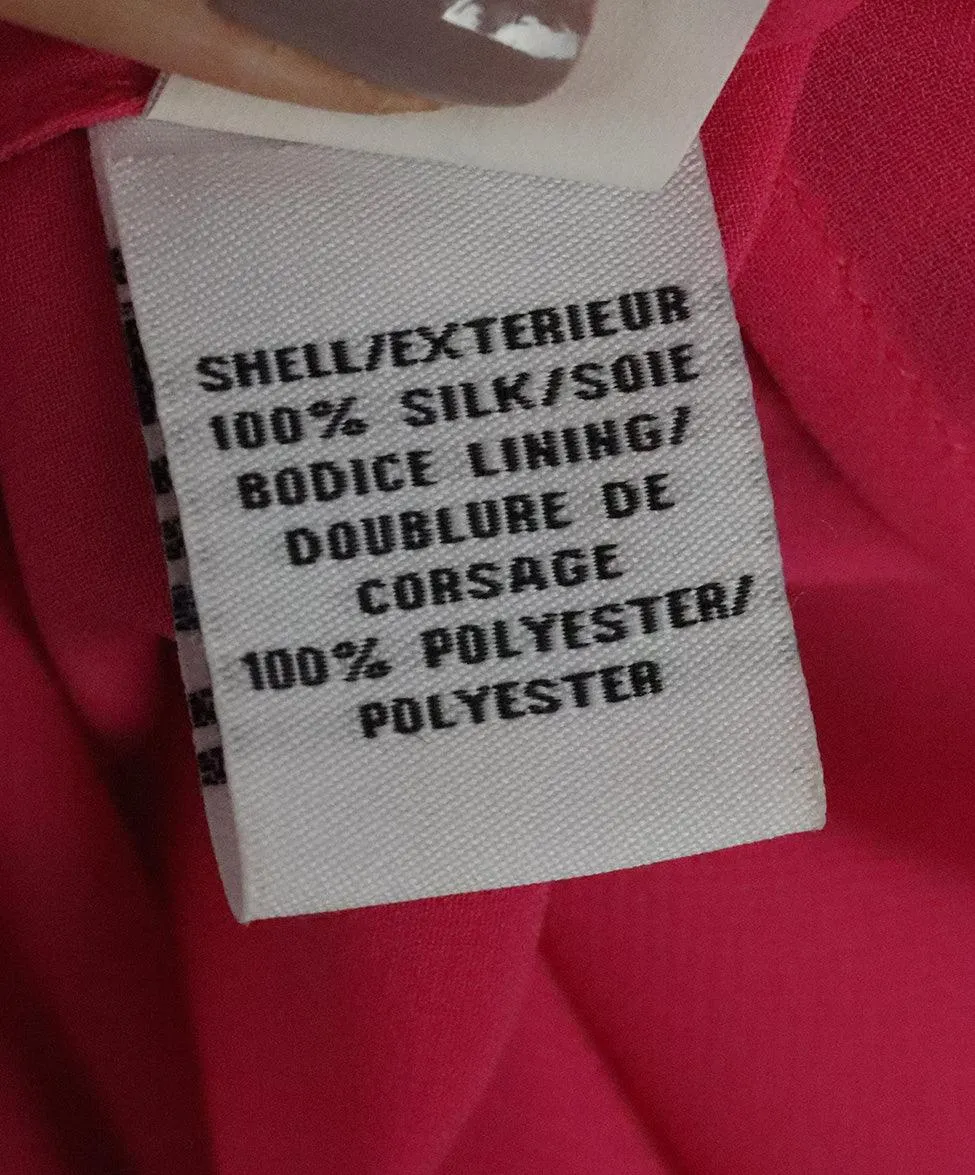 SHELL/EXTERIEUR
100% SILK/SOIE
BODICE LINING/
DOUBLURE DE
CORSAGE
100% POLYESTER/
POLYESTER